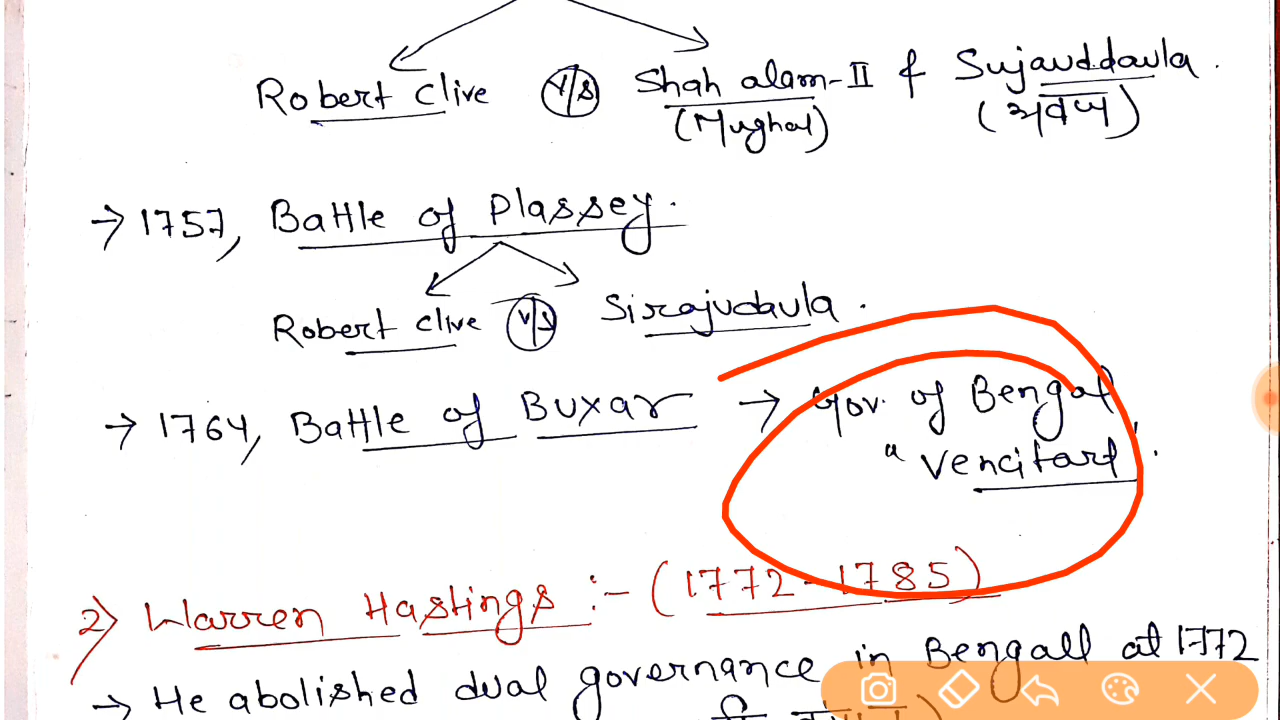 Robert Clive v/s Shah alam-II & Sujauddaula.
(Mughal) (अवध)
→ 1757, Battle of Plassey.
Robert Clive v/s Sirajudaula.
→ 1764, Battle of Buxar → Gov. of Bengal,
"Vencitart.
2) Warren Hastings :- (1772-1785)
→ He abolished dual governance in Bengall at 1772